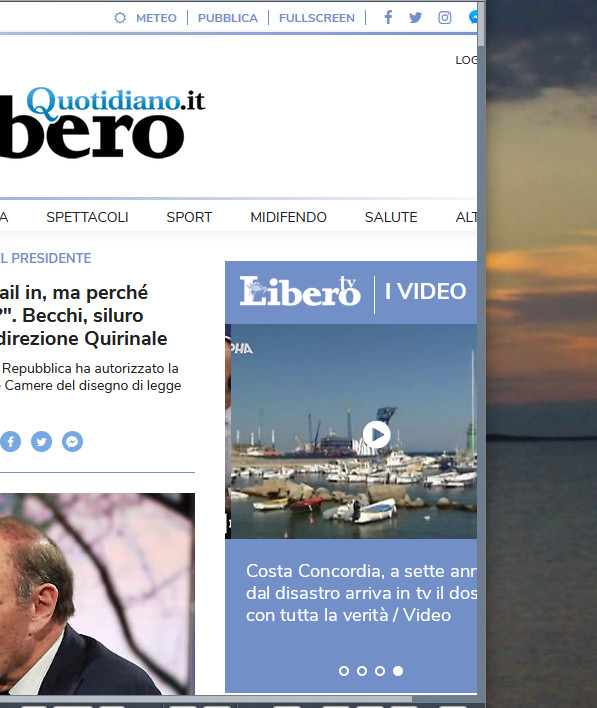 METEO PUBBLICA FULLSCREEN
LOG
Quotidiano.it
bero
A SPETTACOLI SPORT MIDIFENDO SALUTE ALT
L PRESIDENTE
ail in, ma perché
?". Becchi, siluro
direzione Quirinale
Repubblica ha autorizzato la
Camere del disegno di legge
Libero tv I VIDEO
PHA
Costa Concordia, a sette ann
dal disastro arriva in tv il dos
con tutta la verità / Video